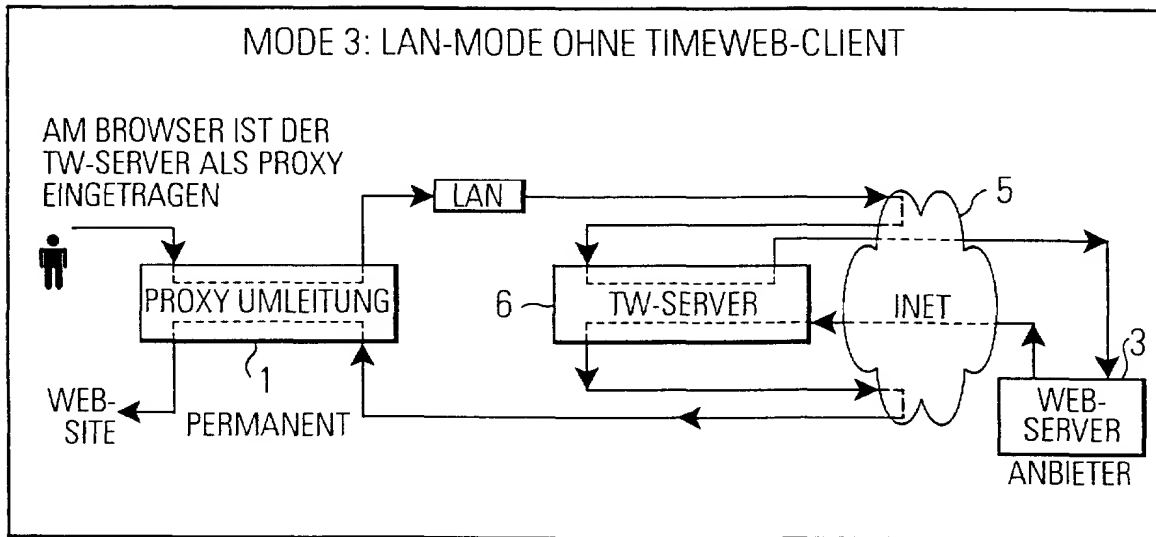 MODE 3: LAN-MODE OHNE TIMEWEB-CLIENT
AM BROWSER IST DER
TW-SERVER ALS PROXY
EINGETRAGEN
LAN
5
PROXY UMLEITUNG
6
TW-SERVER
INET
1
3
WEB-
SITE
PERMANENT
WEB-
SERVER
ANBIETER